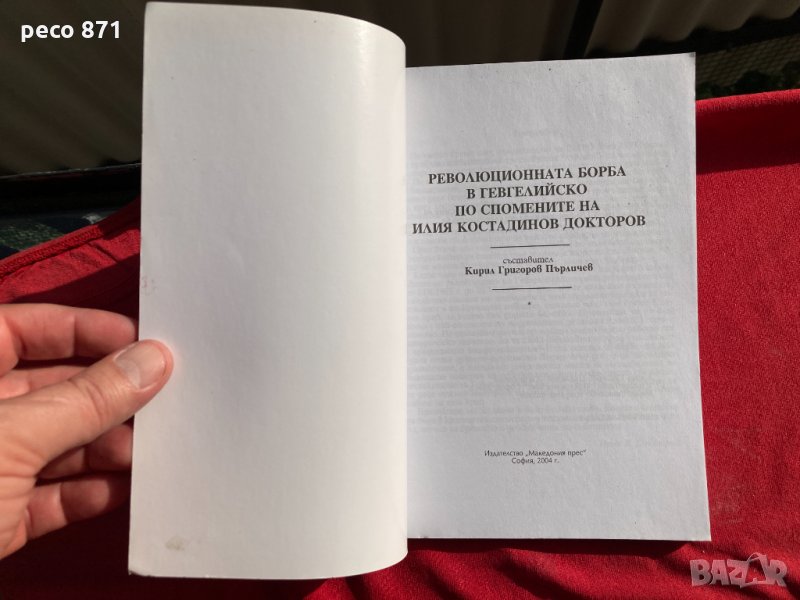 peco 871
РЕВОЛЮЦИОННАТА БОРБА
В ГЕВГЕЛИЙСКО
ПО СПОМЕНИТЕ НА
ИЛИЯ КОСТАДИНОВ ДОКТОРОВ
съставител
Кирил Григоров Пърличев
*
Издателство „Македония прес“
София, 2004 г.
BAZAR